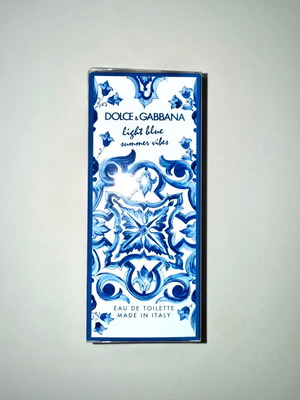 DOLCE & GABBANA
light blue
summer vibes
EAU DE TOILETTE
MADE IN ITALY